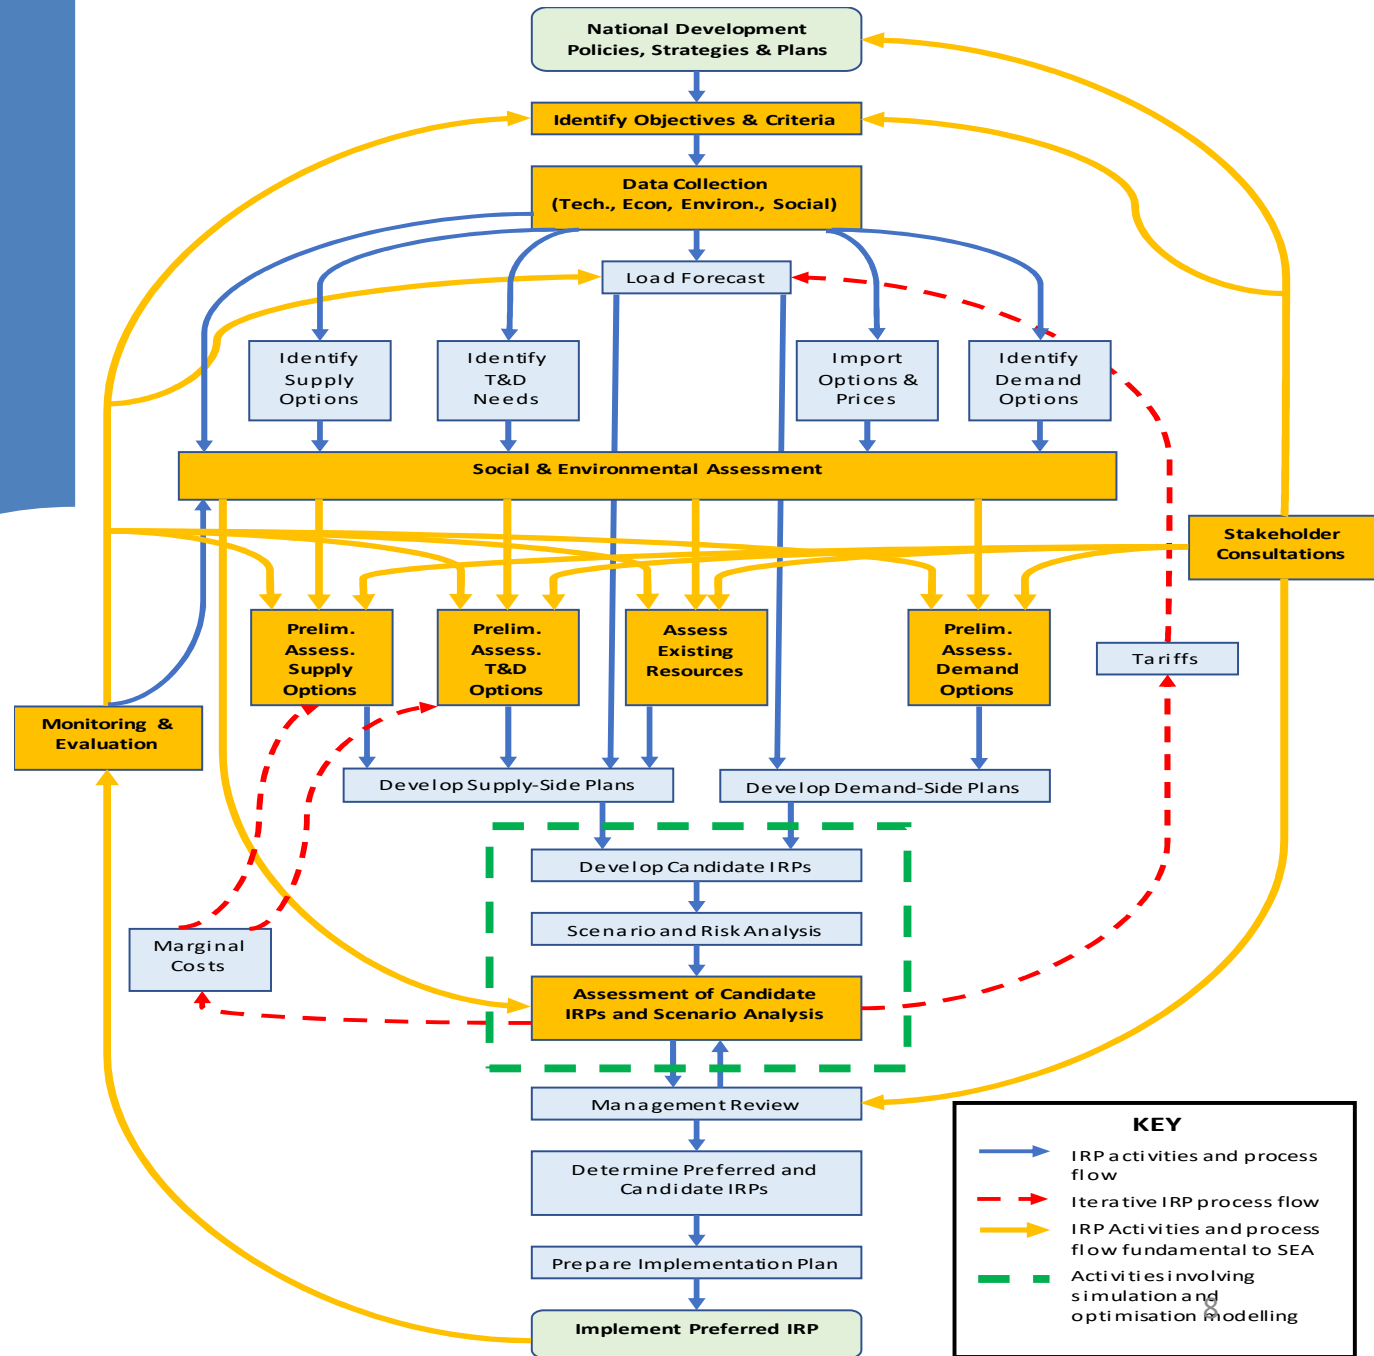 National Development
Policies, Strategies & Plans
Identify Objectives & Criteria
Data Collection
(Tech., Econ, Environ., Social)
Load Forecast
Identify
Supply
Options
Identify
T&D
Needs
Import
Options &
Prices
Identify
Demand
Options
Social & Environmental Assessment
Stakeholder
Consultations
Prelim.
Assess.
Supply
Options
Prelim.
Assess.
T&D
Options
Assess
Existing
Resources
Prelim.
Assess.
Demand
Options
Tariffs
Monitoring &
Evaluation
Develop Supply-Side Plans
Develop Demand-Side Plans
Develop Candidate IRPs
Scenario and Risk Analysis
Marginal
Costs
Assessment of Candidate
IRPs and Scenario Analysis
Management Review
Determine Preferred and
Candidate IRPs
Prepare Implementation Plan
Implement Preferred IRP
KEY
IRP activities and process
flow
Iterative IRP process flow
IRP Activities and process
flow fundamental to SEA
Activities involving
simulation and
optimisation modelling
8